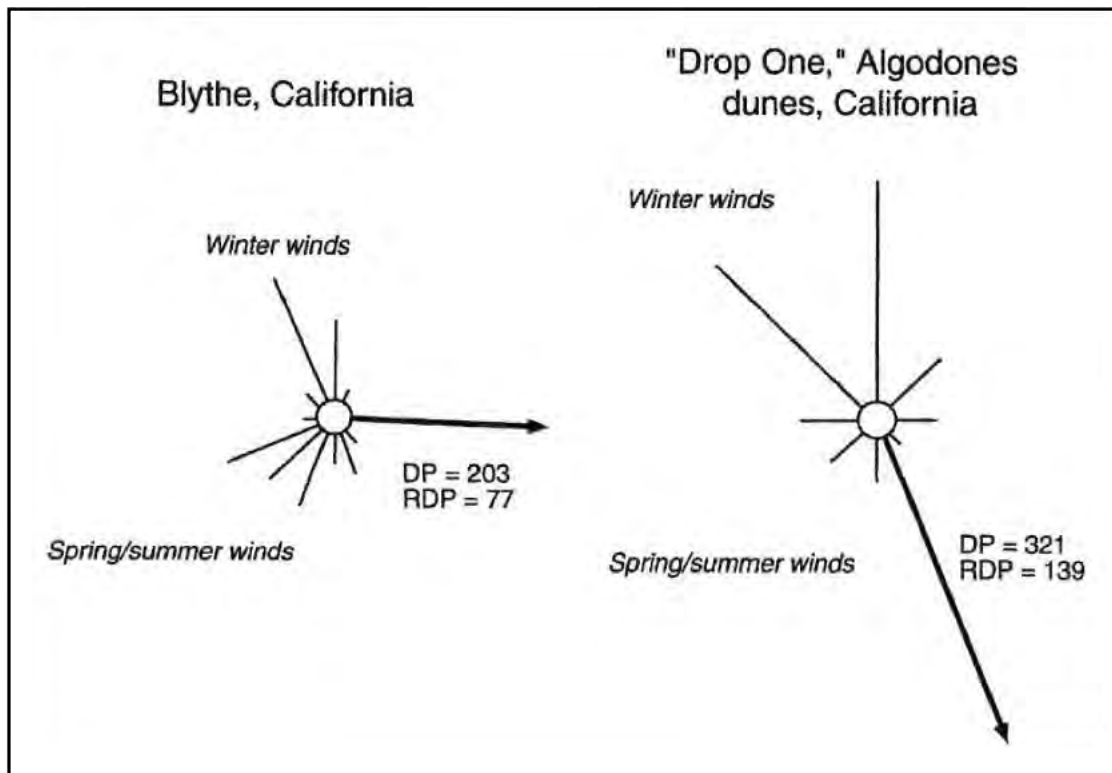 Blythe, California
Winter winds
DP = 203
RDP = 77
Spring/summer winds
"Drop One," Algodones
dunes, California
Winter winds
Spring/summer winds
DP = 321
RDP = 139